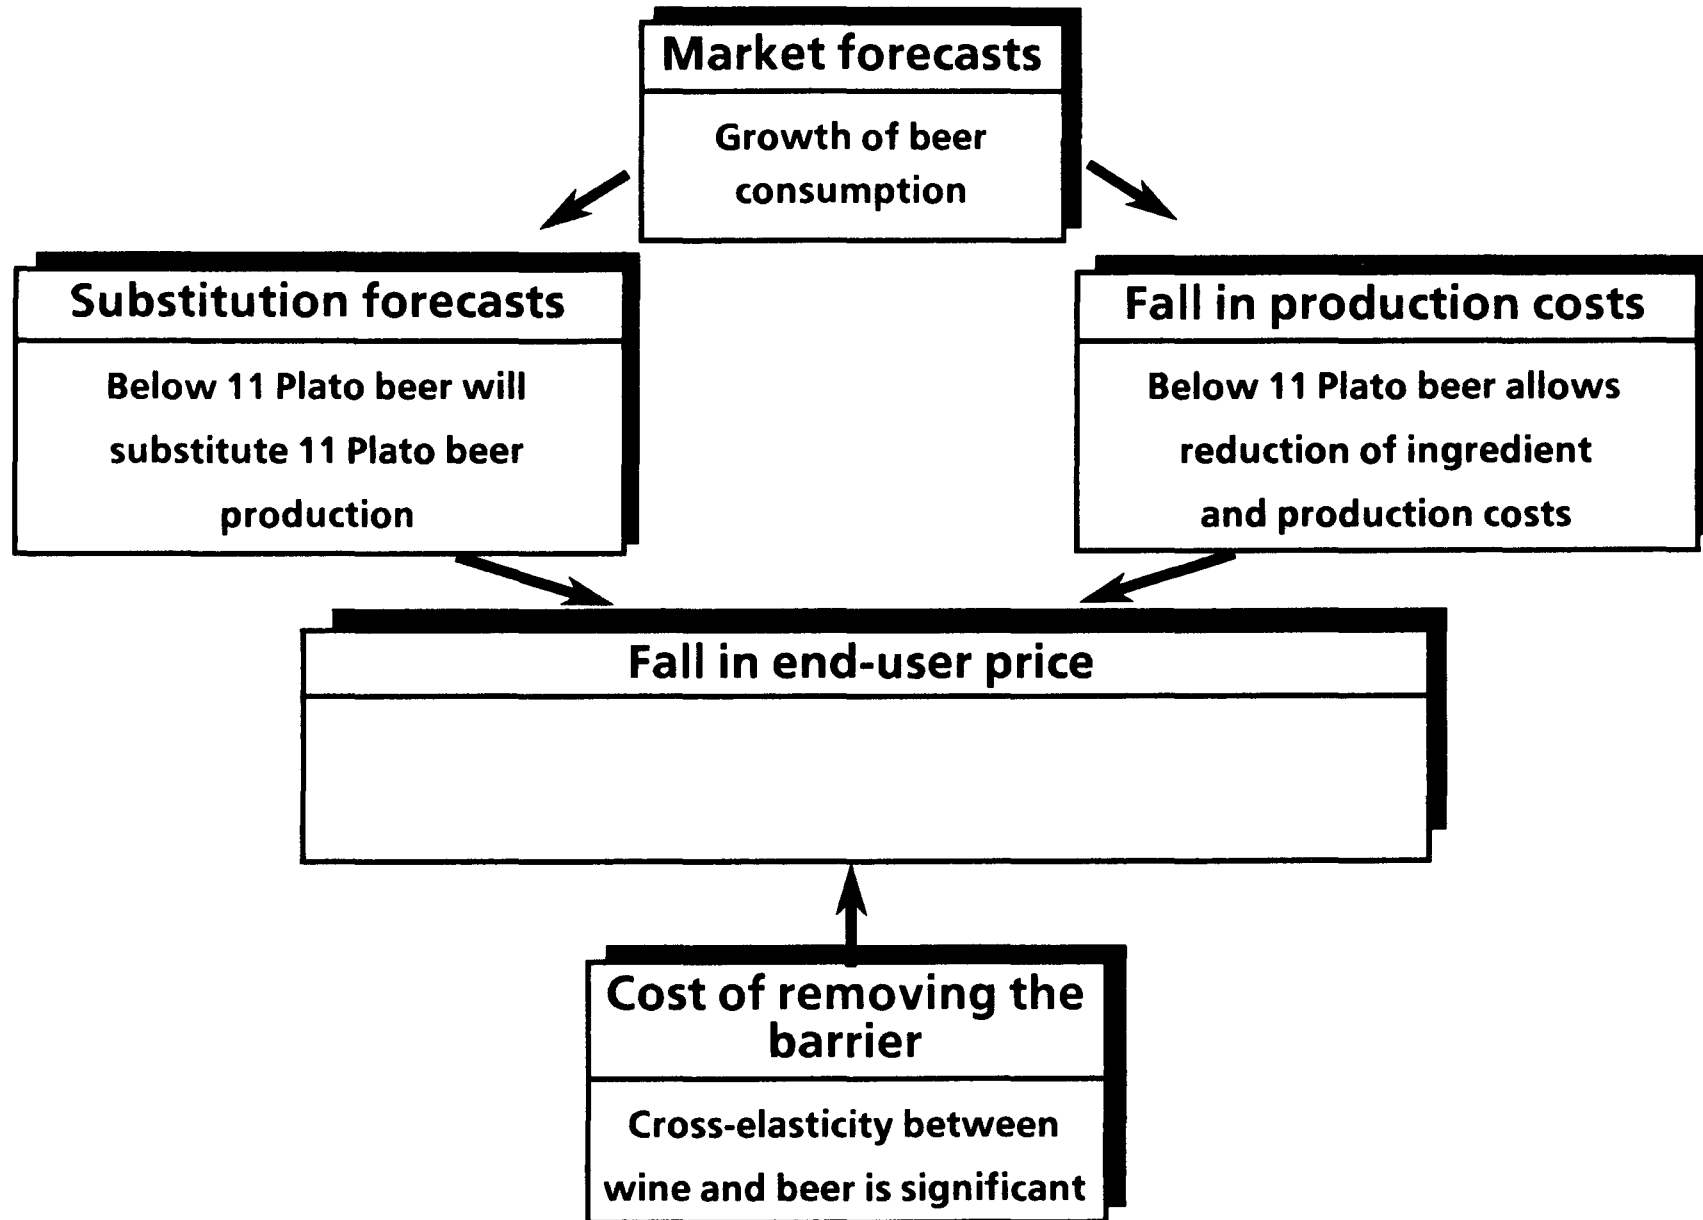 Market forecasts
Growth of beer
consumption
Substitution forecasts
Below 11 Plato beer will
substitute 11 Plato beer
production
Fall in production costs
Below 11 Plato beer allows
reduction of ingredient
and production costs
Fall in end-user price
Cost of removing the
barrier
Cross-elasticity between
wine and beer is significant